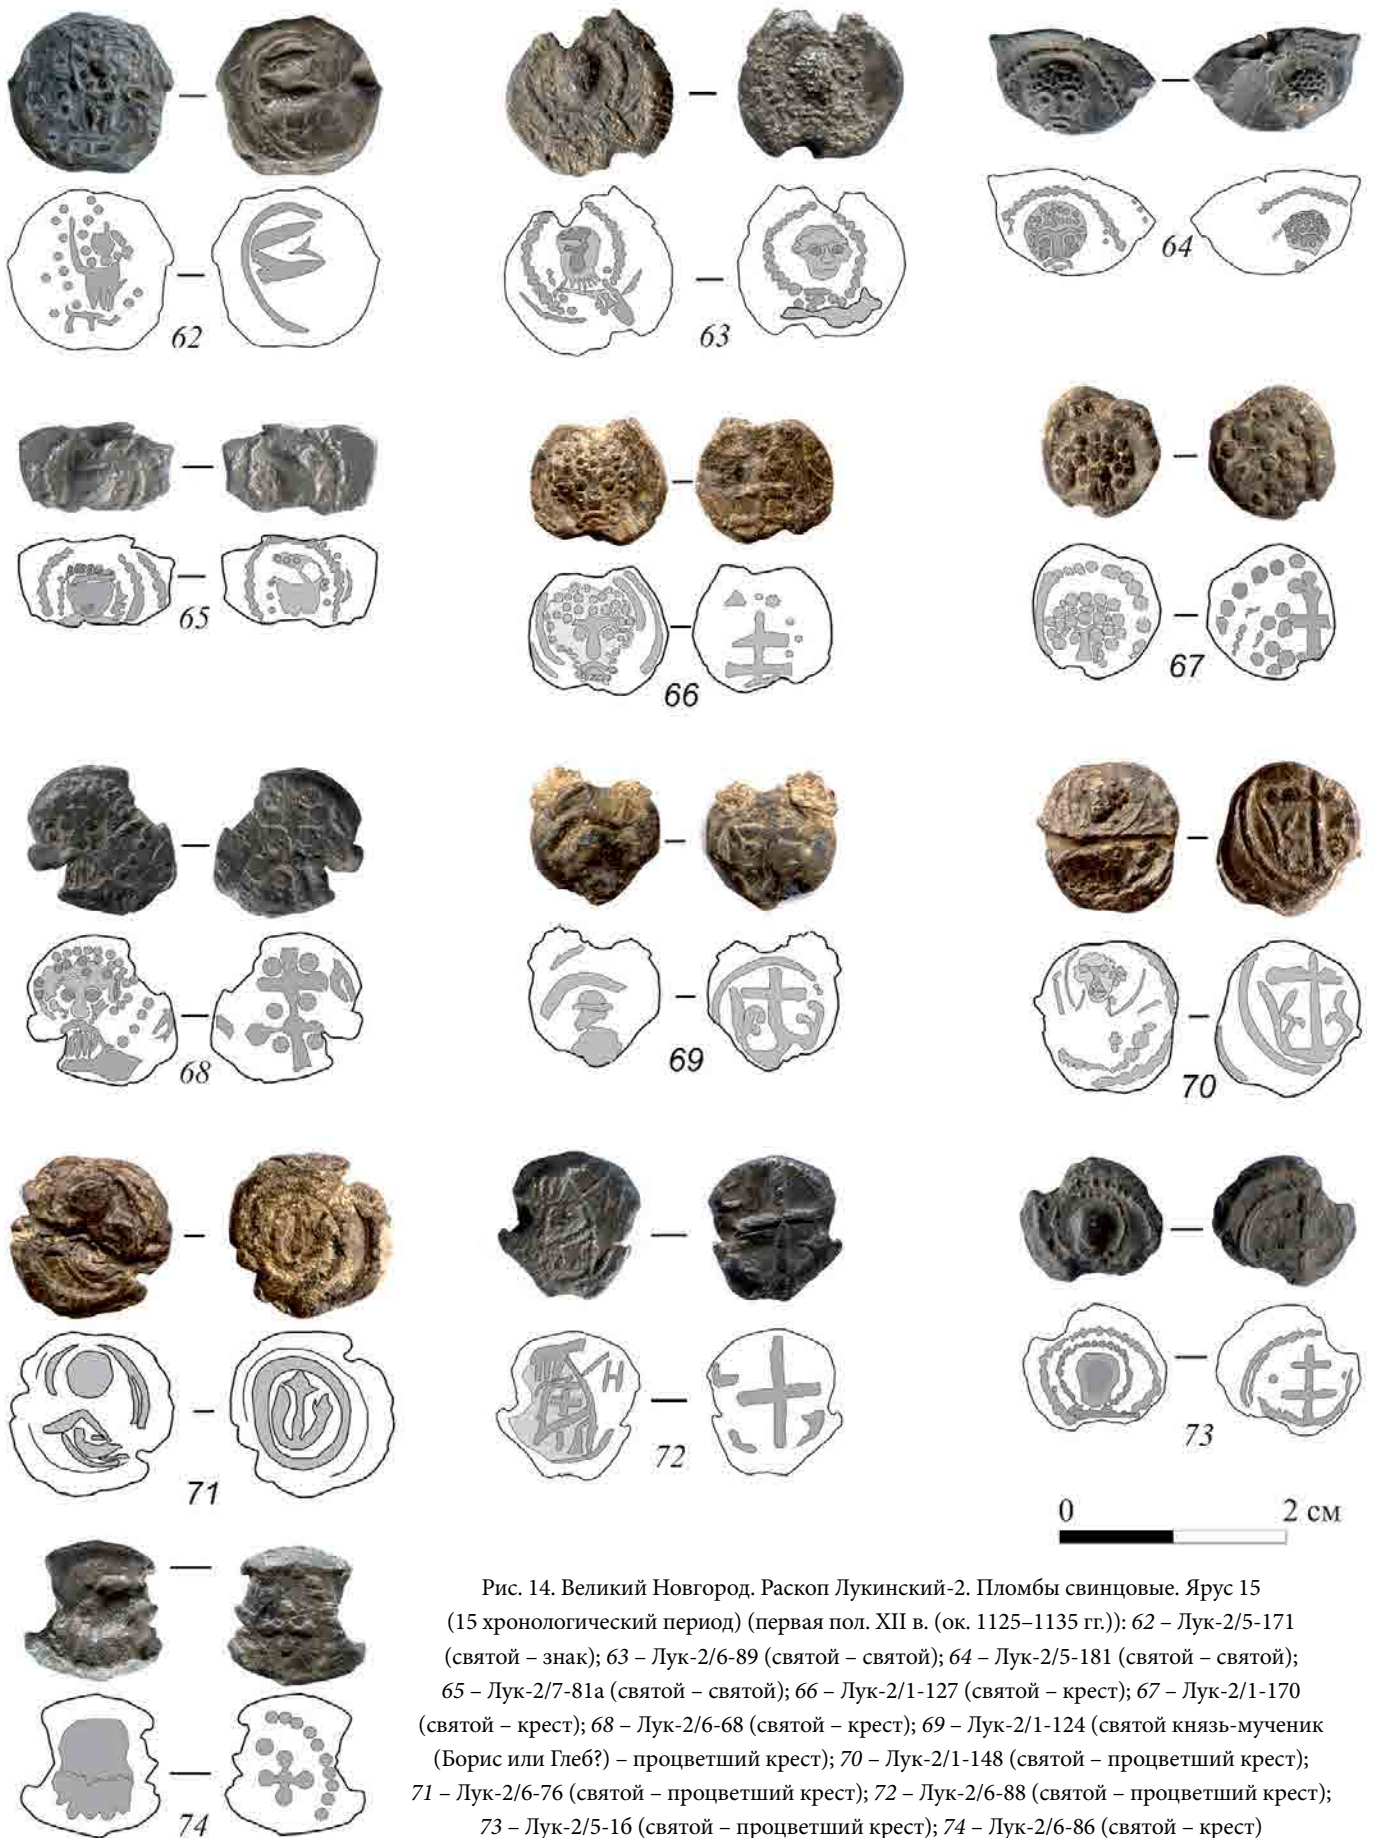 62
63
64
65
66
67
68
69
70
71
72
73
0 2 см
74
Рис. 14. Великий Новгород. Раскоп Лукинский-2. Пломбы свинцовые. Ярус 15
(15 хронологический период) (первая пол. XII в. (ок. 1125–1135 гг.)): 62 – Лук-2/5-171
(святой – знак); 63 – Лук-2/6-89 (святой – святой); 64 – Лук-2/5-181 (святой – святой);
65 – Лук-2/7-81а (святой – святой); 66 – Лук-2/1-127 (святой – крест); 67 – Лук-2/1-170
(святой – крест); 68 – Лук-2/6-68 (святой – крест); 69 – Лук-2/1-124 (святой князь-мученик
(Борис или Глеб?) – процветший крест); 70 – Лук-2/1-148 (святой – процветший крест);
71 – Лук-2/6-76 (святой – процветший крест); 72 – Лук-2/6-88 (святой – процветший крест);
73 – Лук-2/5-1б (святой – процветший крест); 74 – Лук-2/6-86 (святой – крест)